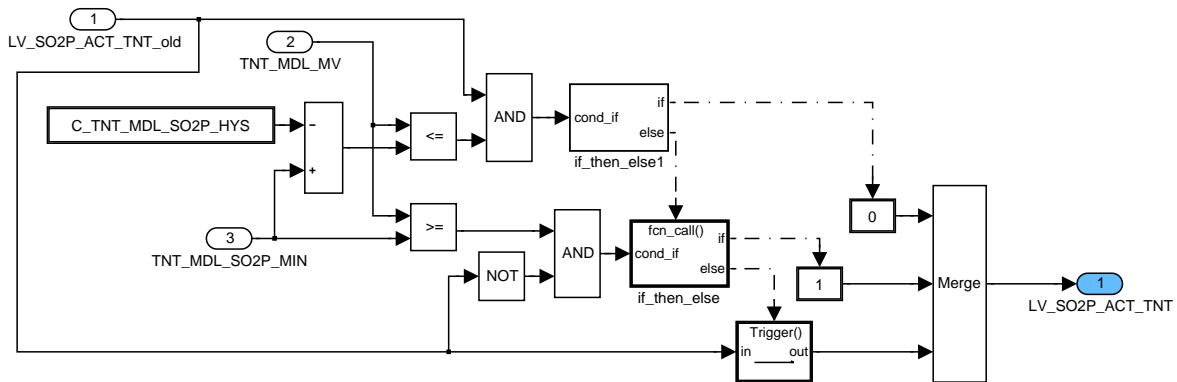 1
LV_SO2P_ACT_TNT_old
2
TNT_MDL_MV
C_TNT_MDL_SO2P_HYS
−
+
<=
AND
cond_if
if
else
if_then_else1
3
TNT_MDL_SO2P_MIN
>=
NOT
AND
fcn_call()
cond_if
if
else
if_then_else
0
1
Trigger()
in
out
Merge
1
LV_SO2P_ACT_TNT